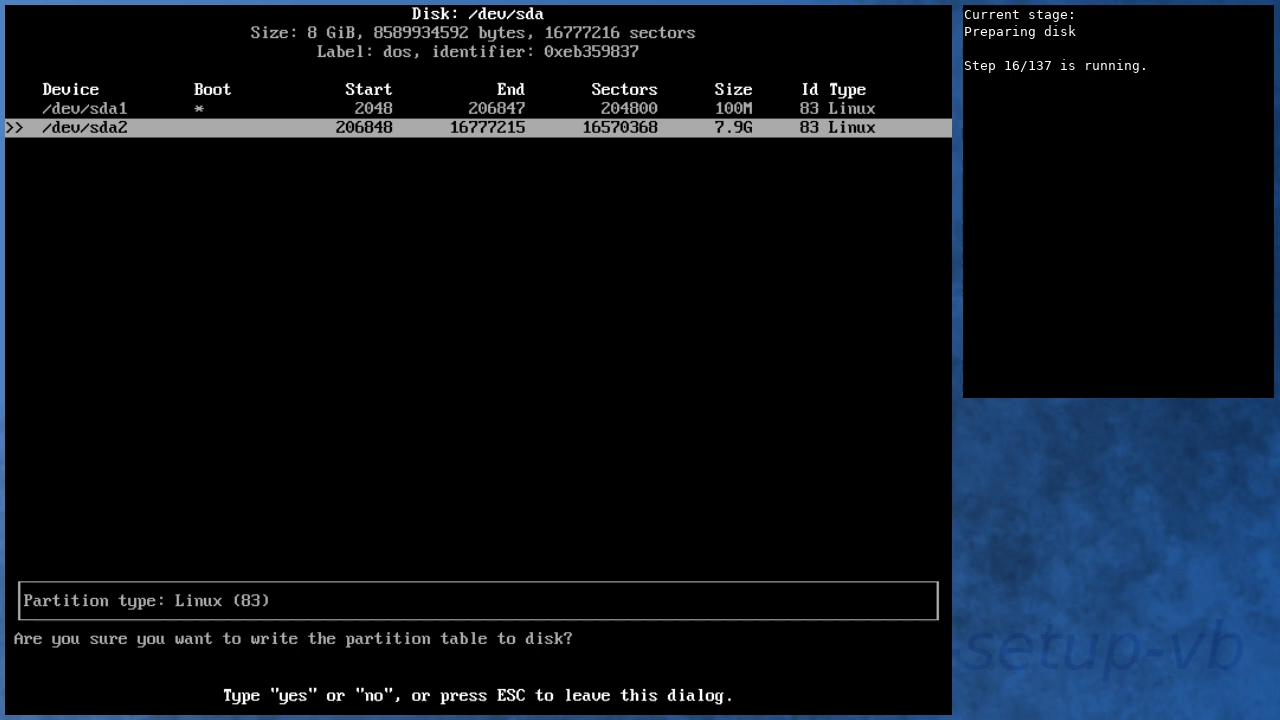 Disk: /dev/sda
Size: 8 GiB, 8589934592 bytes, 16777216 sectors
Label: dos, identifier: 0xeb359837
Device Boot Start End Sectors Size Id Type
/dev/sda1 * 2048 206847 204800 100M 83 Linux
>> /dev/sda2 206848 16777215 16570368 7.9G 83 Linux
Partition type: Linux (83)
Are you sure you want to write the partition table to disk?
Type "yes" or "no", or press ESC to leave this dialog.
Current stage:
Preparing disk
Step 16/137 is running.
-setup-vb